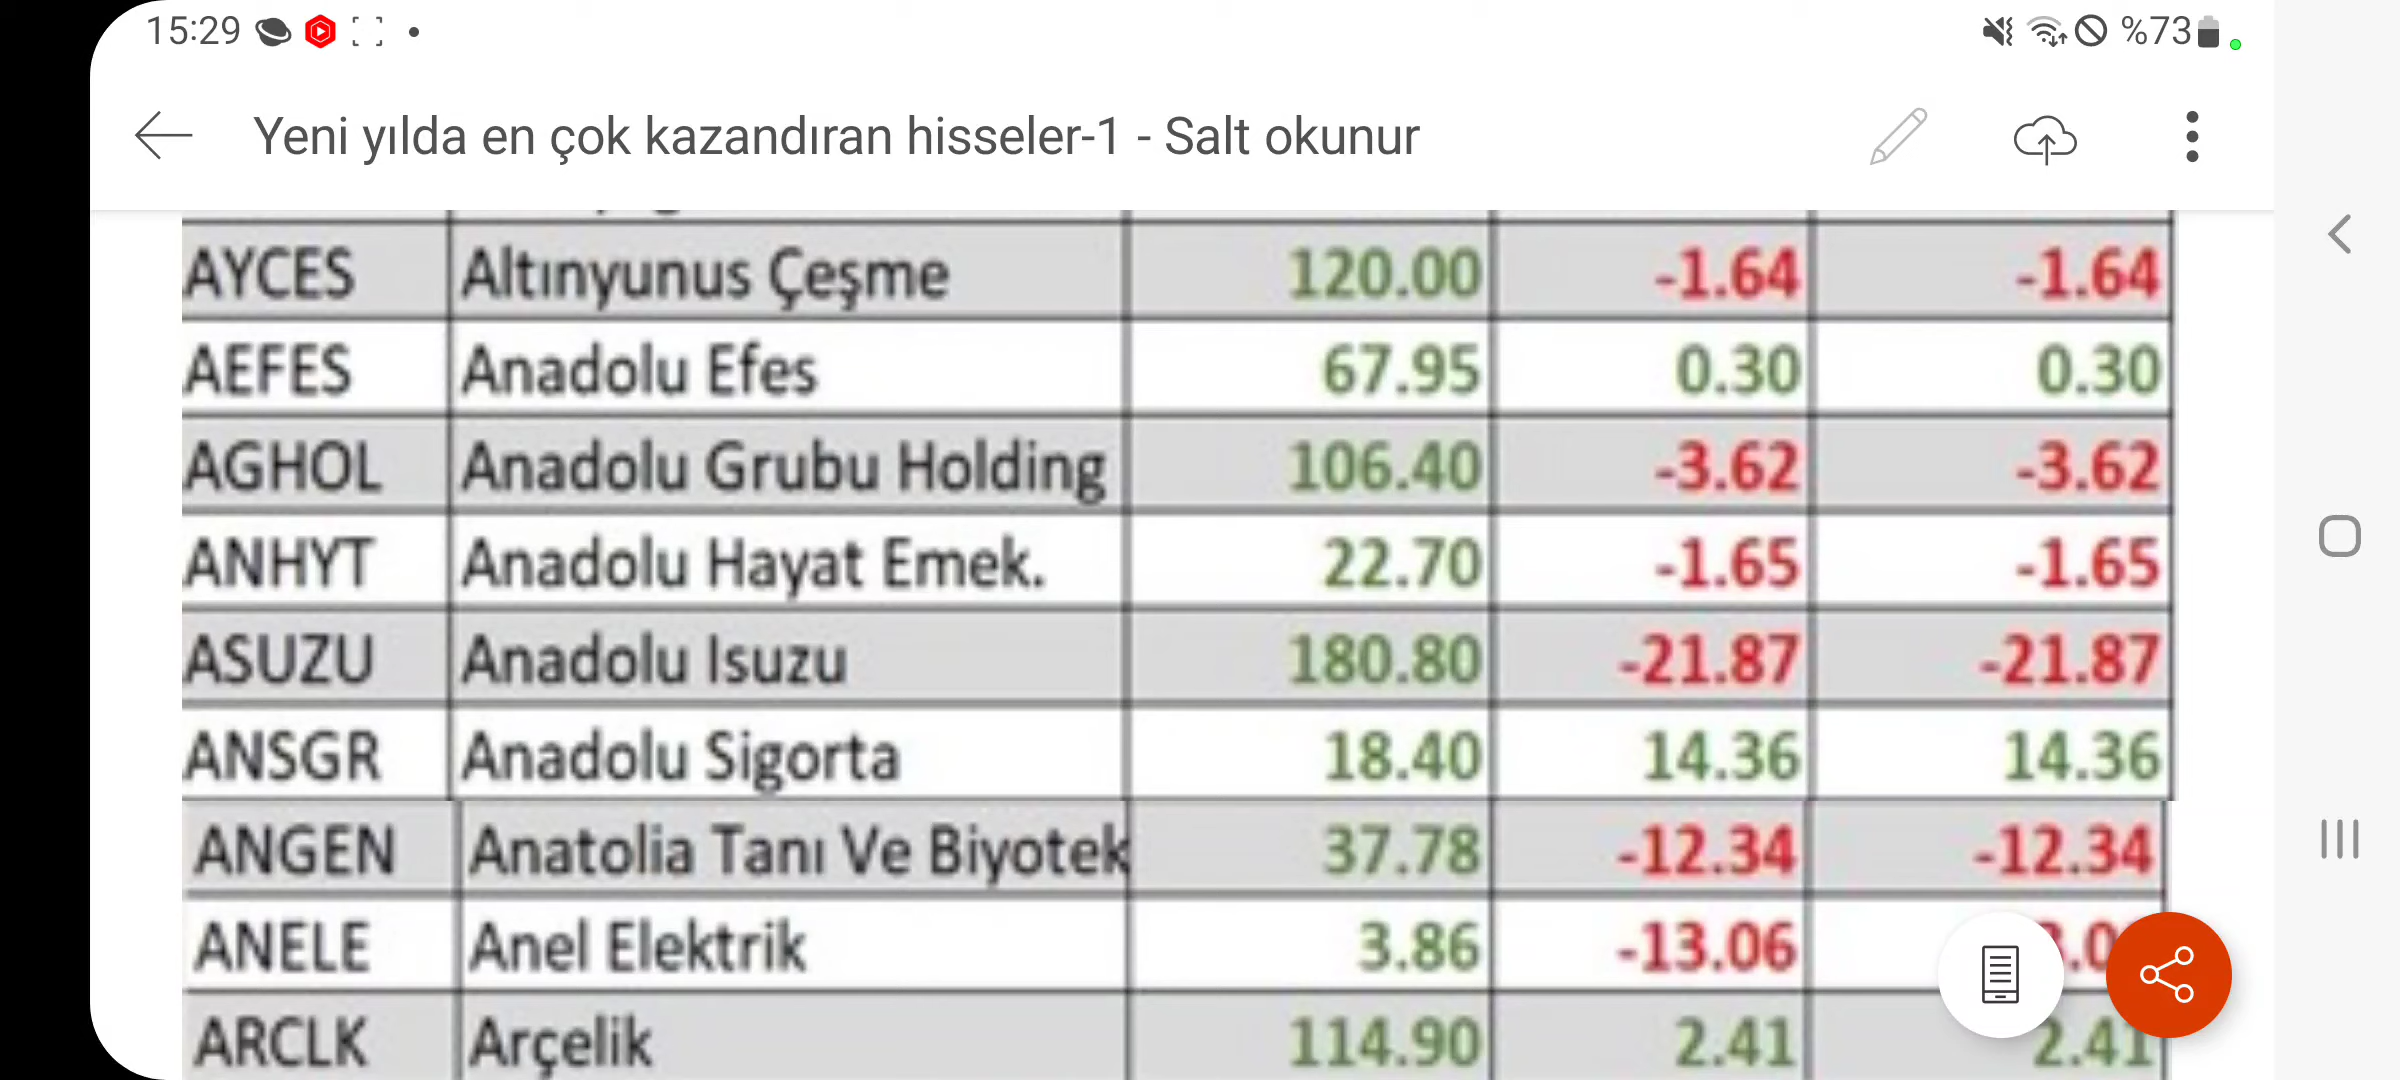 15:29 %73
Yeni yılda en çok kazandıran hisseler-1 - Salt okunur
AYCES Altınyunus Çeşme 120.00 -1.64 -1.64
AEFES Anadolu Efes 67.95 0.30 0.30
AGHOL Anadolu Grubu Holding 106.40 -3.62 -3.62
ANHYT Anadolu Hayat Emek. 22.70 -1.65 -1.65
ASUZU Anadolu Isuzu 180.80 -21.87 -21.87
ANSGR Anadolu Sigorta 18.40 14.36 14.36
ANGEN Anatolia Tanı Ve Biyotek 37.78 -12.34 -12.34
ANELE Anel Elektrik 3.86 -13.06
ARCLK Arçelik 114.90 2.41 2.41